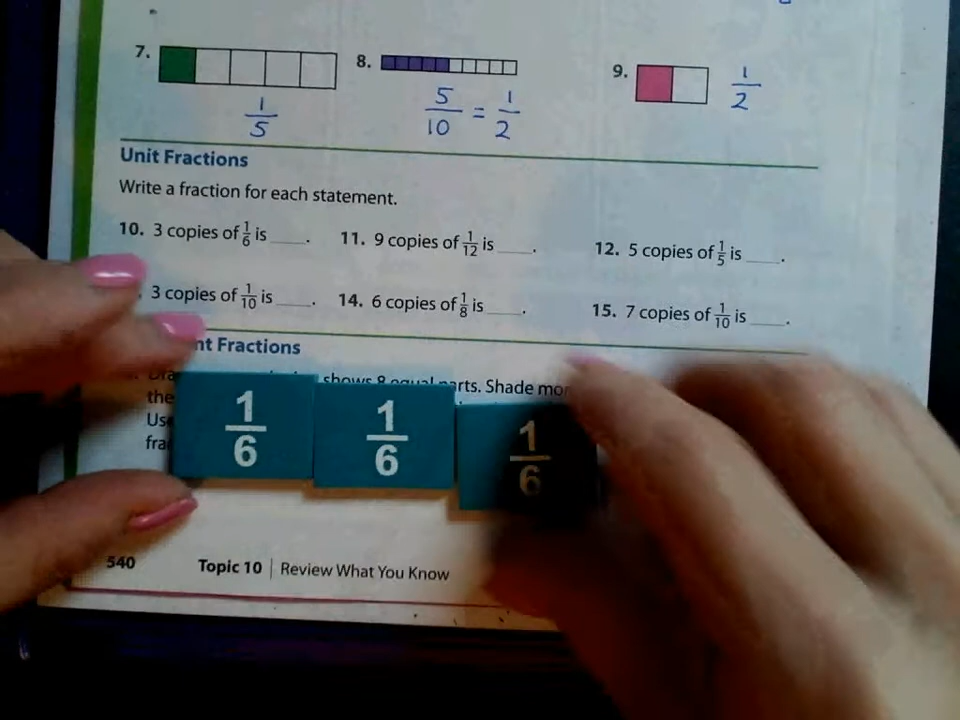 7. 8. 9.
1/5 5/10 = 1/2 1/2
Unit Fractions
Write a fraction for each statement.
10. 3 copies of 1/6 is ____. 11. 9 copies of 1/12 is ____. 12. 5 copies of 1/5 is ____.
3 copies of 1/10 is ____. 14. 6 copies of 1/8 is ____. 15. 7 copies of 1/10 is ____.
nt Fractions
shows 8 equal parts. Shade
the
1/6 1/6 1/6
540 Topic 10 | Review What You Know